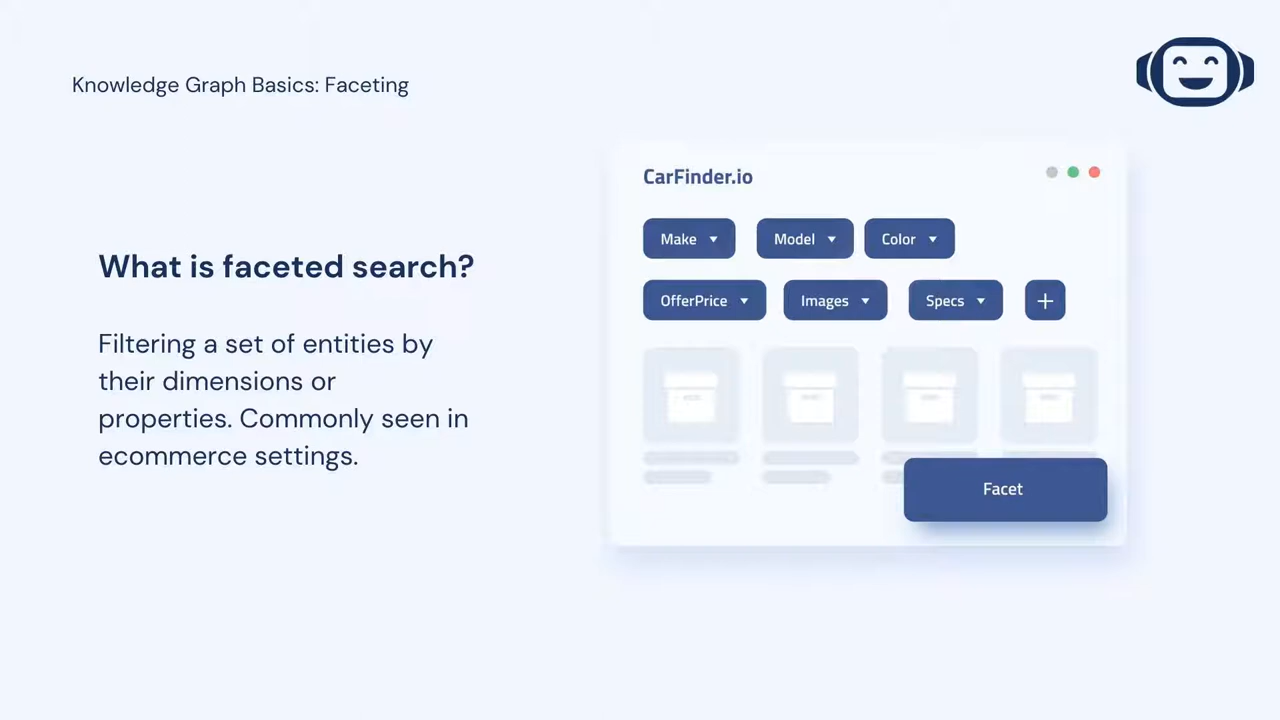 Knowledge Graph Basics: Faceting
What is faceted search?
Filtering a set of entities by
their dimensions or
properties. Commonly seen in
ecommerce settings.
CarFinder.io
Make
Model
Color
OfferPrice
Images
Specs
Facet